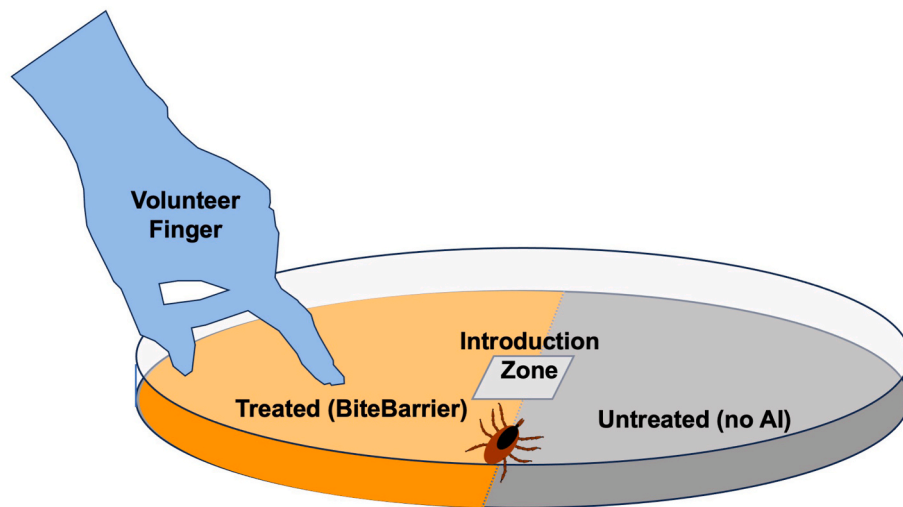 Volunteer
Finger
Introduction
Zone
Treated (BiteBarrier)
Untreated (no AI)